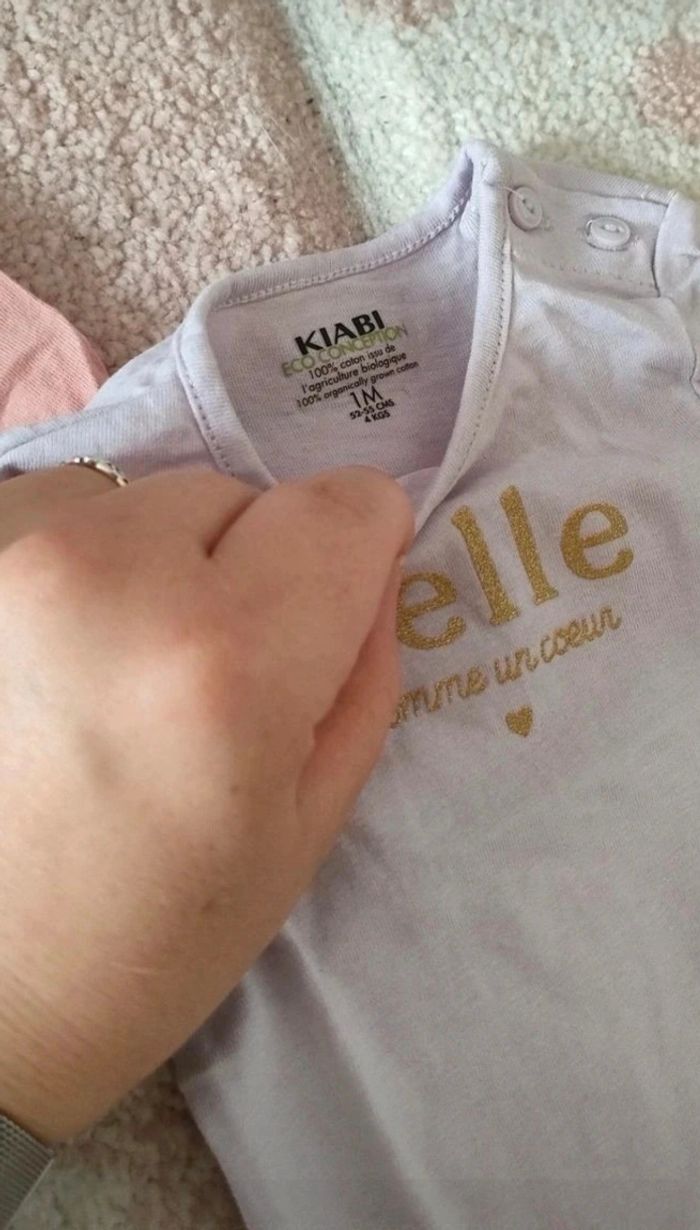 KIABI
ECO CONCEPTION
100% coton issu de
l'agriculture biologique
100% organically grown cotton
1M
52-55 CMS
4 KGS
elle
omme un coeur